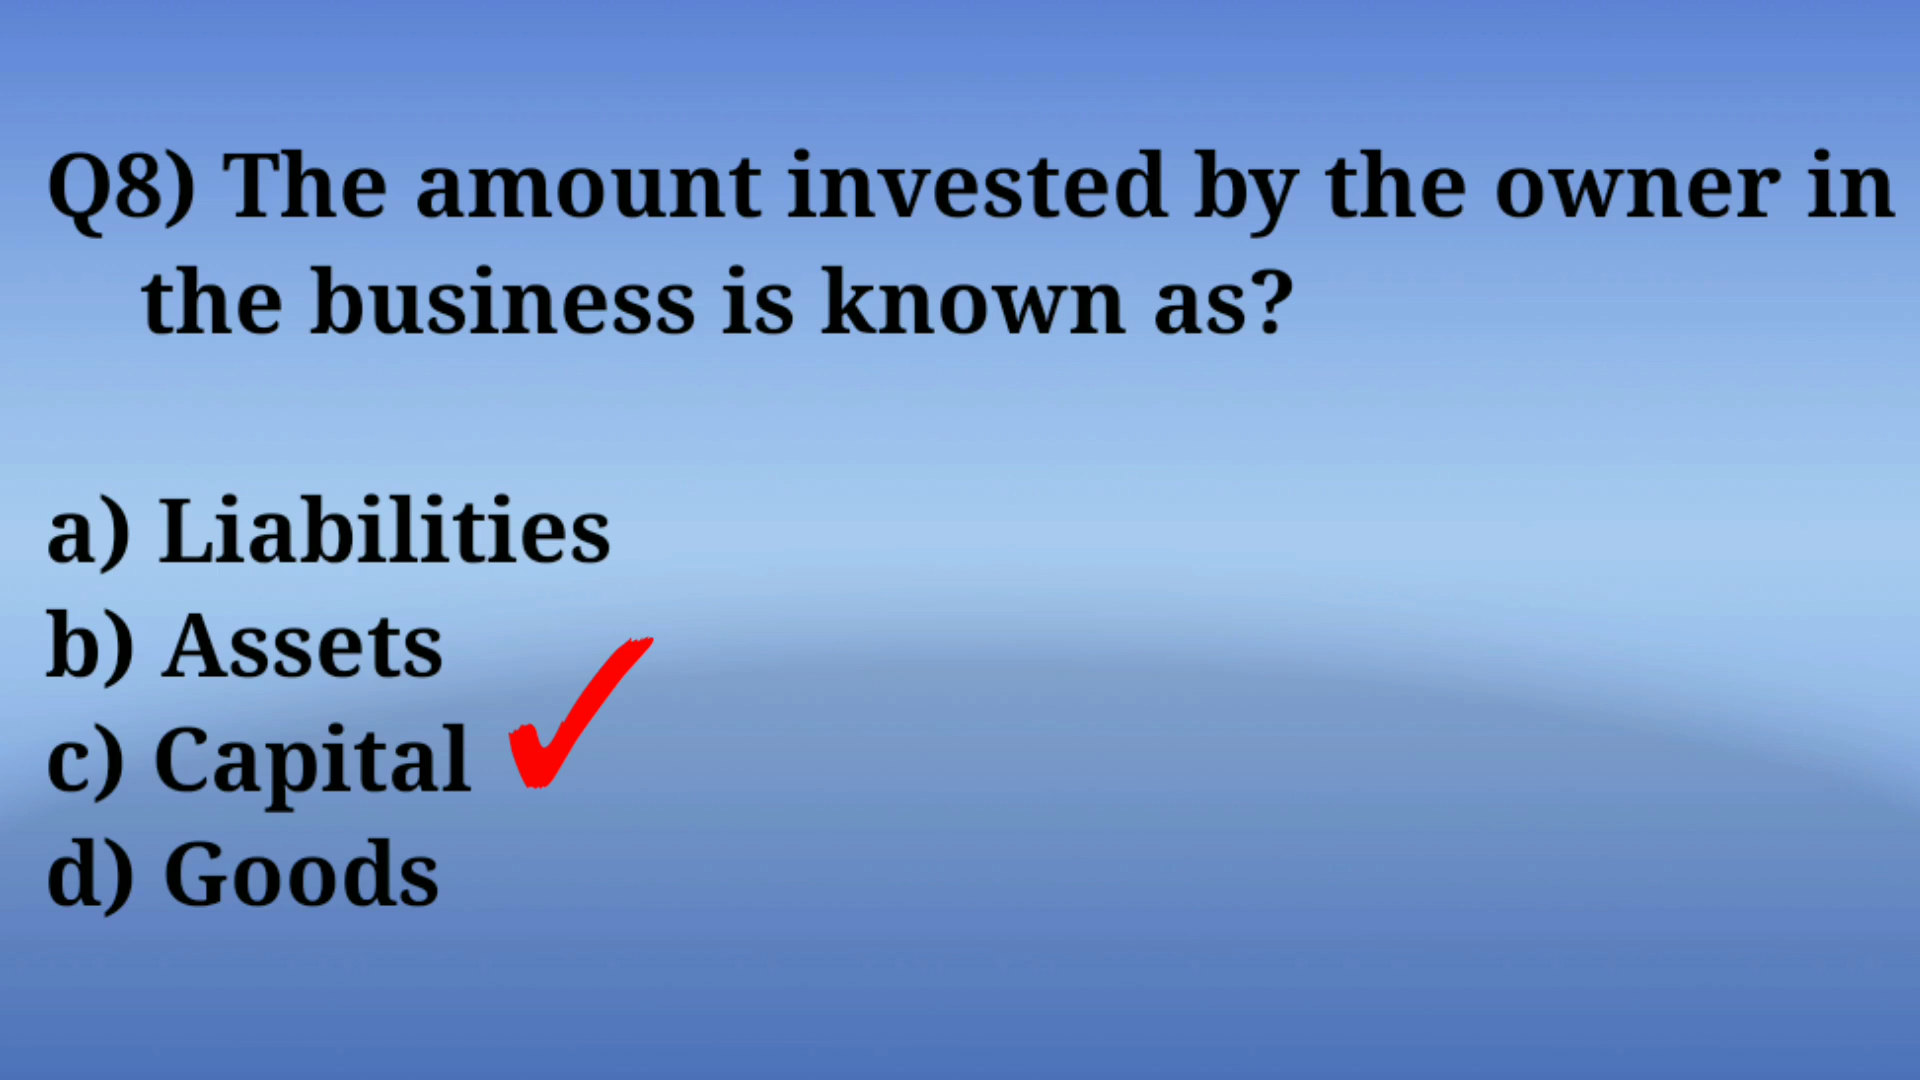 Q8) The amount invested by the owner in
the business is known as?
a) Liabilities
b) Assets
c) Capital
d) Goods